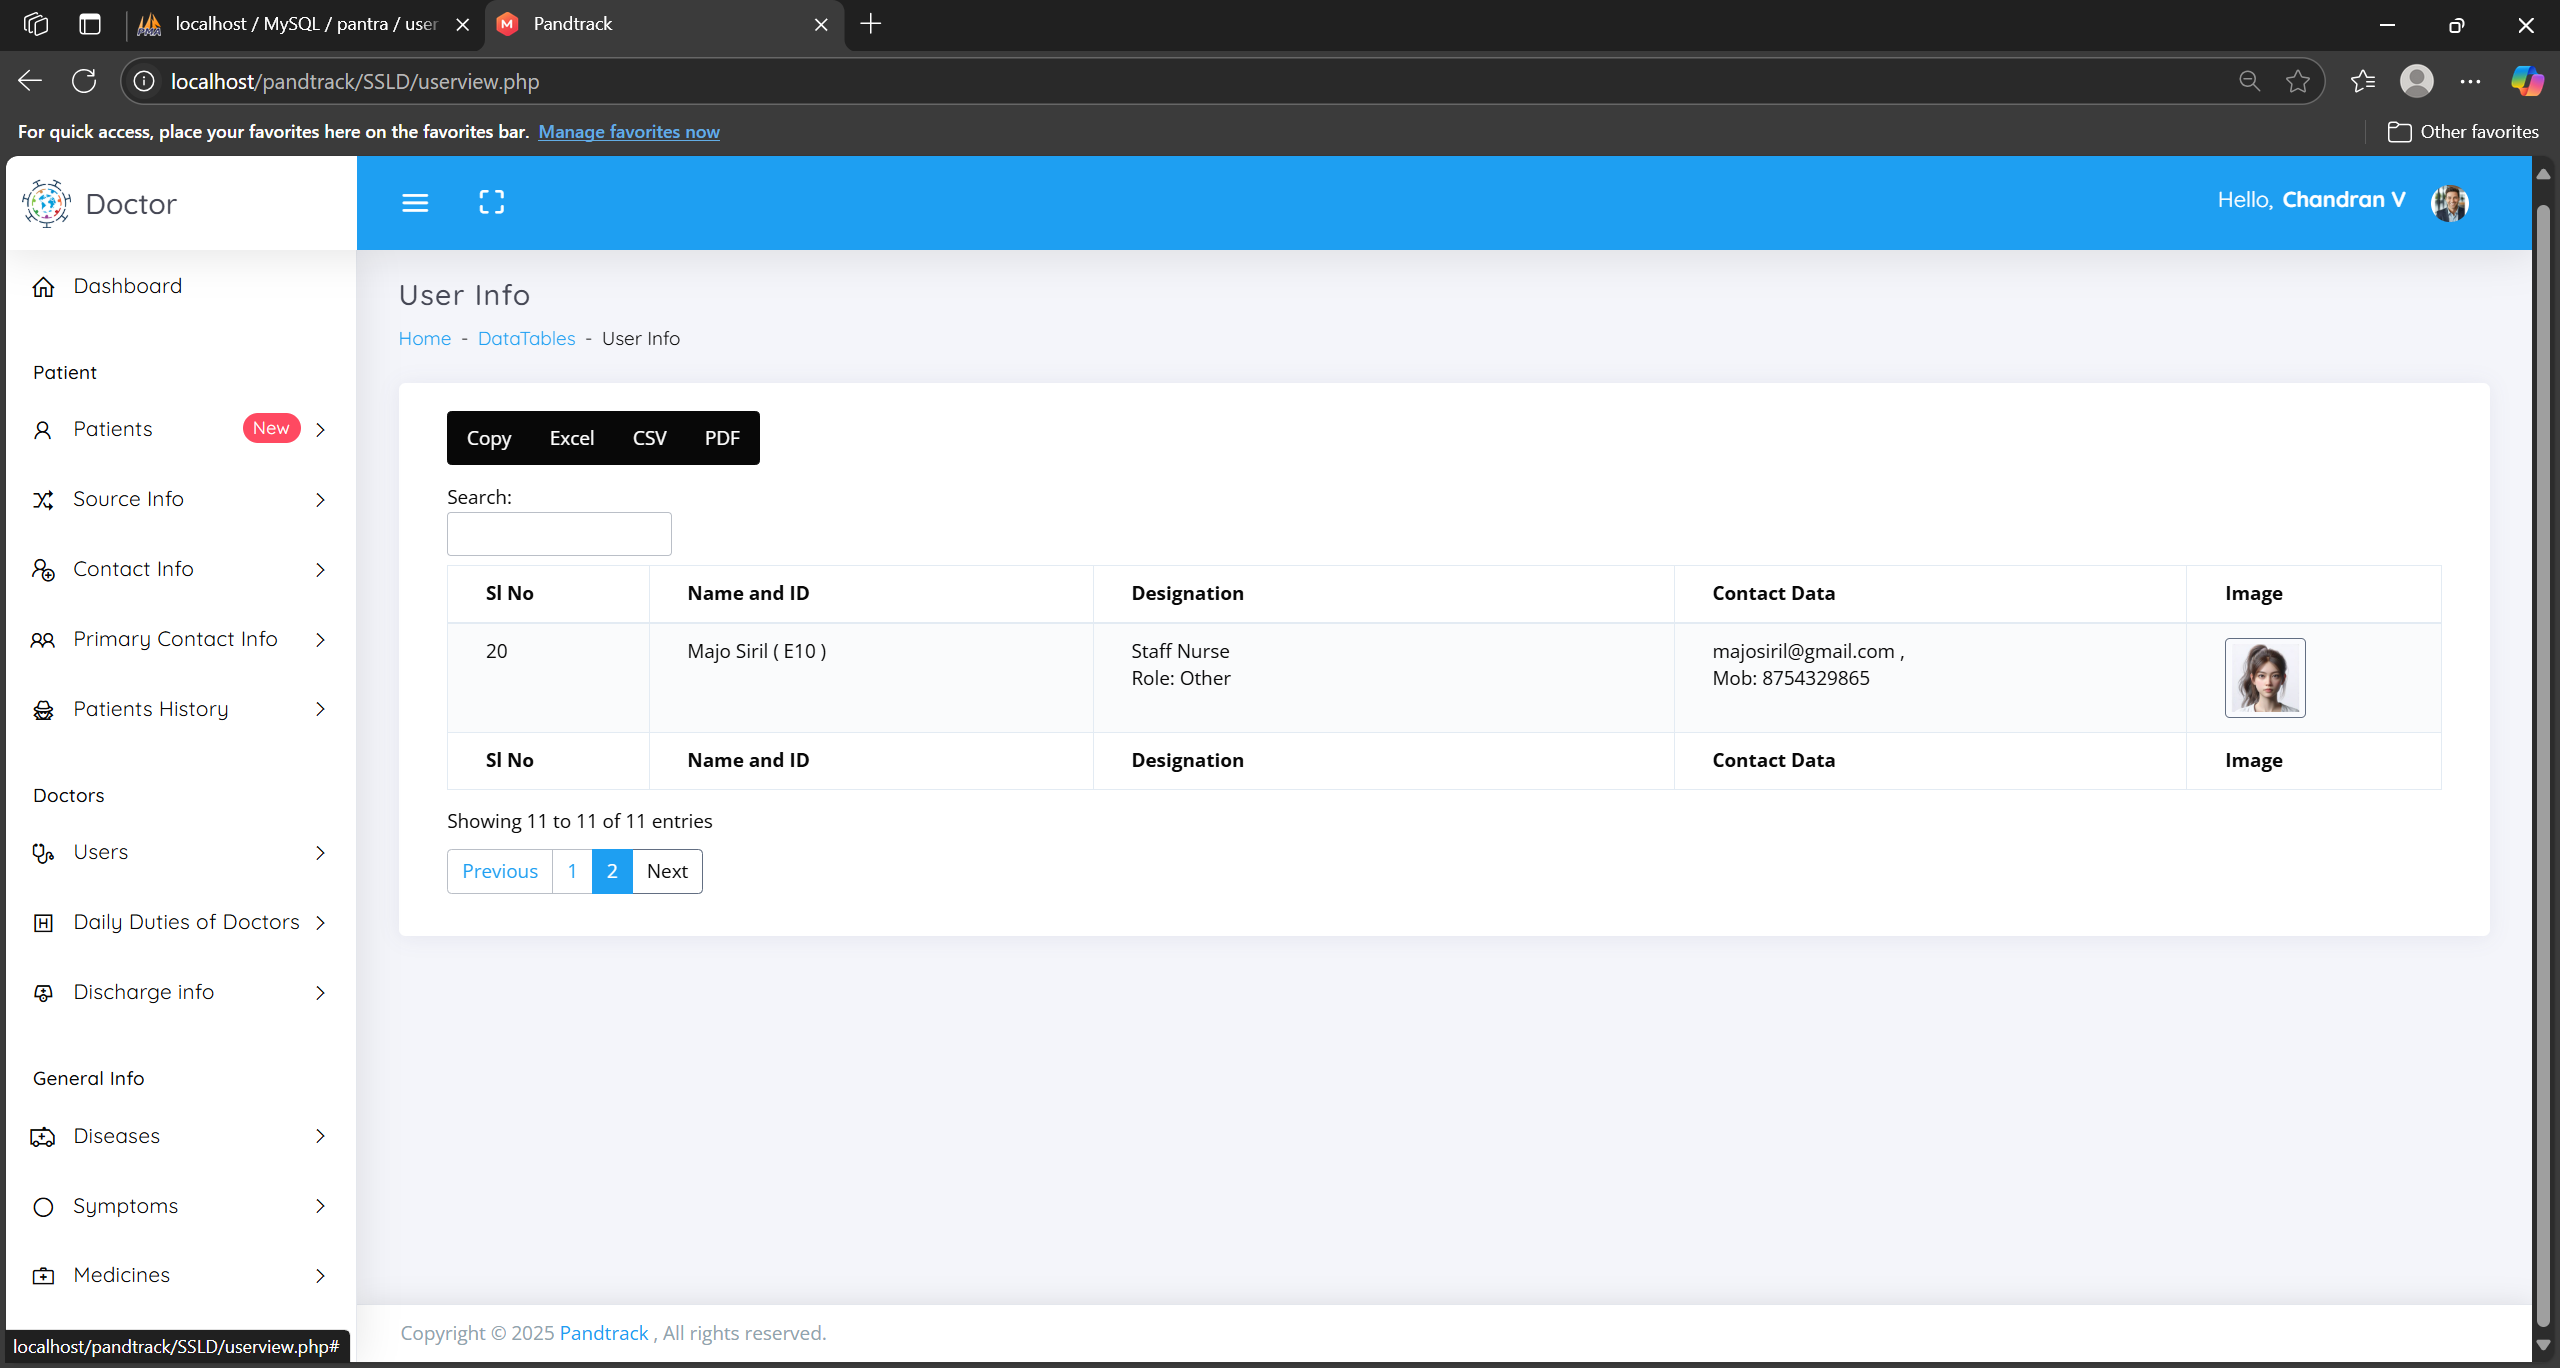 localhost / MySQL / pantra / user
Pandtrack
localhost/pandtrack/SSLD/userview.php
For quick access, place your favorites here on the favorites bar. Manage favorites now
Other favorites
Doctor
Hello, Chandran V
Dashboard
Patient
Patients New
Source Info
Contact Info
Primary Contact Info
Patients History
Doctors
Users
Daily Duties of Doctors
Discharge info
General Info
Diseases
Symptoms
Medicines
User Info
Home - DataTables - User Info
Copy Excel CSV PDF
Search:
Sl No Name and ID Designation Contact Data Image
20 Majo Siril ( E10 ) Staff Nurse majosiril@gmail.com ,
Role: Other Mob: 8754329865
Sl No Name and ID Designation Contact Data Image
Showing 11 to 11 of 11 entries
Previous 1 2 Next
Copyright © 2025 Pandtrack , All rights reserved.
localhost/pandtrack/SSLD/userview.php#